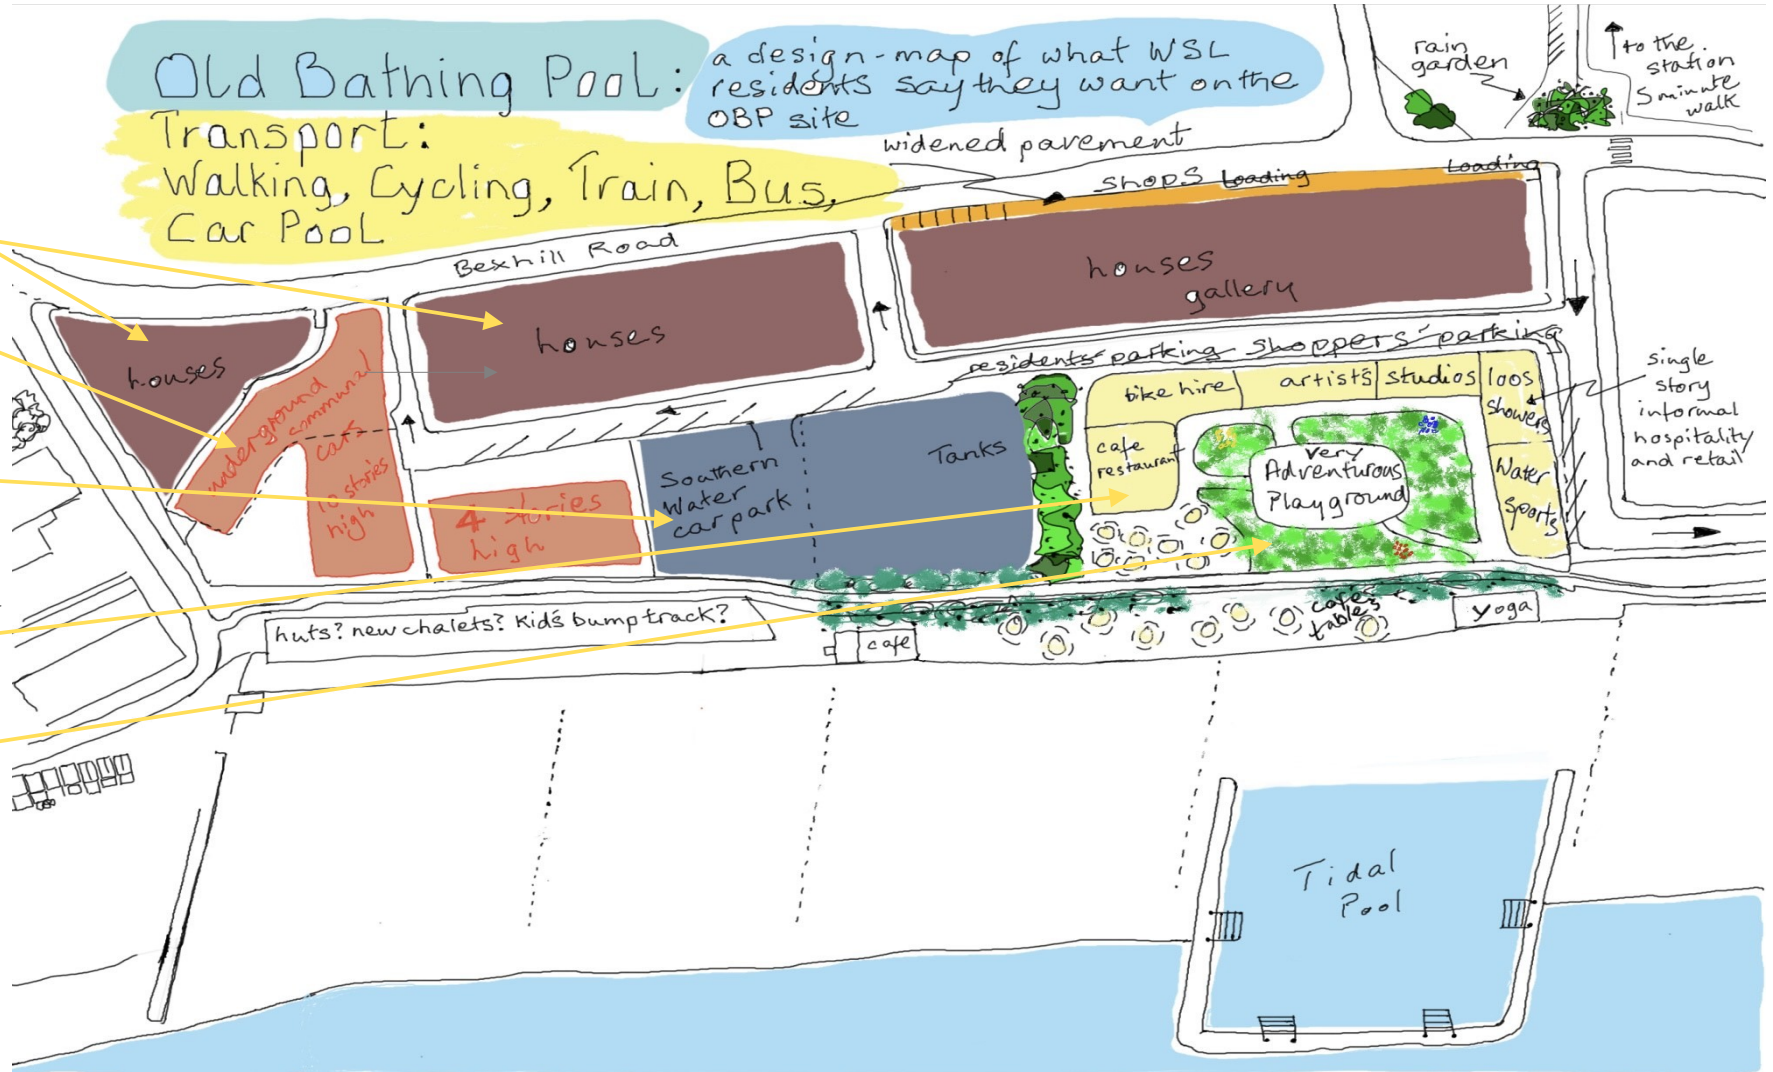 Old Bathing Pool:
a design-map of what WSL
residents say they want on the
OBP site
Transport:
Walking, Cycling, Train, Bus,
Car Pool
rain
garden
to the
station
5 minute
walk
widened pavement
shops Loading
Loading
Bexhill Road
houses
gallery
houses
houses
residents' parking shoppers' parking
underground
communal
cars
10 stories
high
4 stories
high
Southern
Water
car park
Tanks
bike hire
artists
studios
loos
showers
cafe
restaurant
very
Adventurous
Playground
Water
Sports
single
story
informal
hospitality
and retail
huts? new chalets? Kid's bump track?
cafe
cafes
tables
yoga
Tidal
Pool